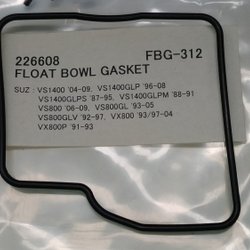 226608 FBG-312
FLOAT BOWL GASKET
SUZ : VS1400 '04-09, VS1400GLP '96-08
VS1400GLPS '87-95, VS1400GLPM '88-91
VS800 '06-09, VS800GL '93-05
VS800GLV '92-97, VX800 '93/97-04
VX800P '91-93